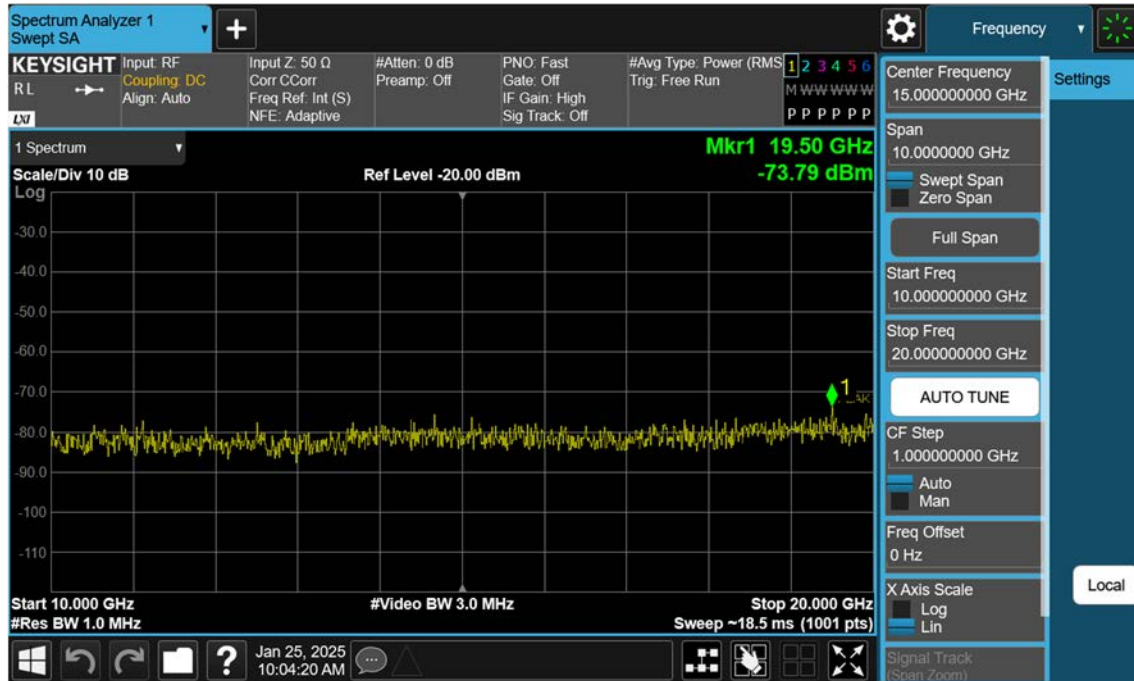 Spectrum Analyzer 1
Swept SA
Frequency
KEYSIGHT
R L
LXI
Input: RF
Coupling: DC
Align: Auto
Input Z: 50 Ω
Corr CCorr
Freq Ref: Int (S)
NFE: Adaptive
#Atten: 0 dB
Preamp: Off
PNO: Fast
Gate: Off
IF Gain: High
Sig Track: Off
#Avg Type: Power (RMS
Trig: Free Run
1 2 3 4 5 6
M W W W W W
P P P P P P
1 Spectrum
Scale/Div 10 dB
Log
Ref Level -20.00 dBm
Mkr1 19.50 GHz
-73.79 dBm
-30.0
-40.0
-50.0
-60.0
-70.0
-80.0
-90.0
-100
-110
1
Start 10.000 GHz
#Res BW 1.0 MHz
#Video BW 3.0 MHz
Stop 20.000 GHz
Sweep ~18.5 ms (1001 pts)
Center Frequency
15.000000000 GHz
Span
10.0000000 GHz
Swept Span
Zero Span
Full Span
Start Freq
10.000000000 GHz
Stop Freq
20.000000000 GHz
AUTO TUNE
CF Step
1.000000000 GHz
Auto
Man
Freq Offset
0 Hz
X Axis Scale
Log
Lin
Signal Track
(Span Zoom)
Settings
Local
?
Jan 25, 2025
10:04:20 AM